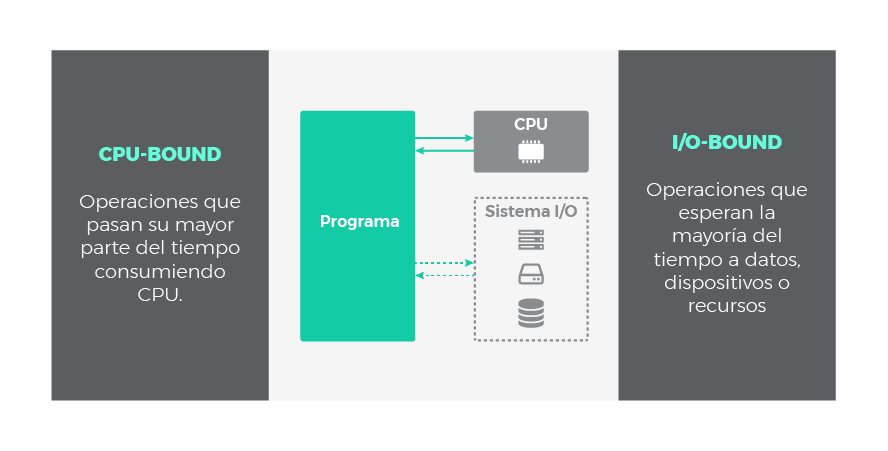 CPU-BOUND
Operaciones que
pasan su mayor
parte del tiempo
consumiendo
CPU.
Programa
CPU
Sistema I/O
I/O-BOUND
Operaciones que
esperan la
mayoría del
tiempo a datos,
dispositivos o
recursos